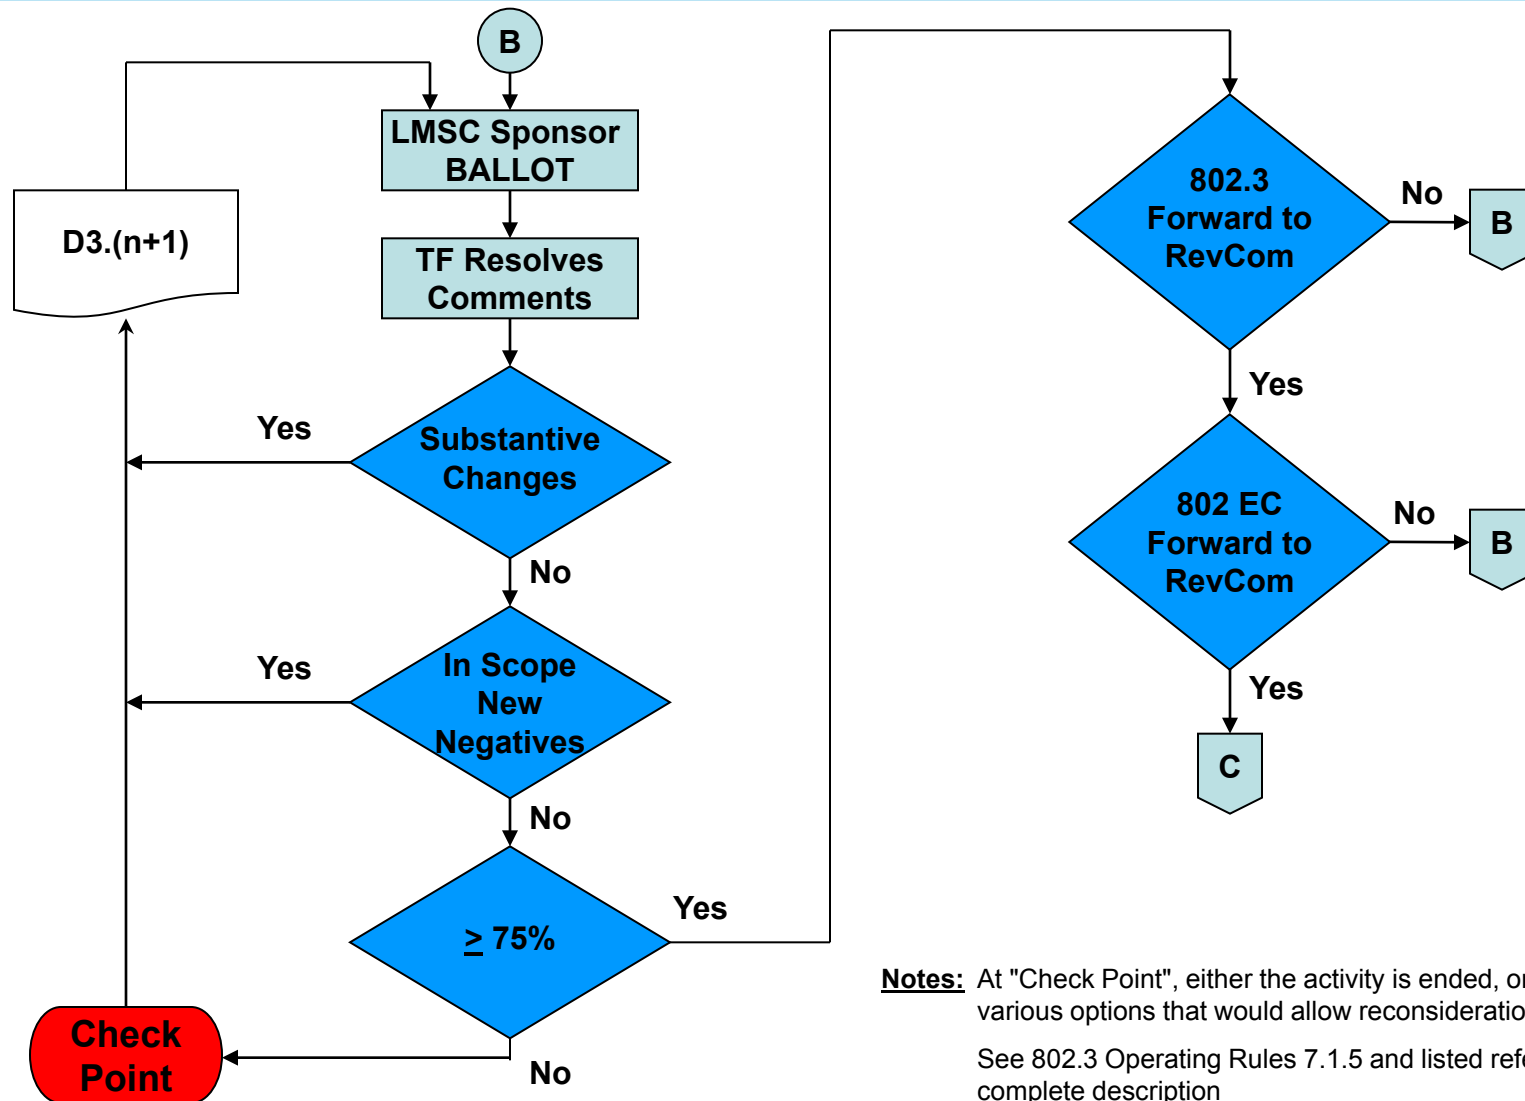 B
LMSC Sponsor
BALLOT
D3.(n+1)
TF Resolves
Comments
Yes
Substantive
Changes
No
Yes
In Scope
New
Negatives
No
≥ 75%
Yes
Check
Point
No
802.3
Forward to
RevCom
No
B
Yes
802 EC
Forward to
RevCom
No
B
Yes
C
Notes: At "Check Point", either the activity is ended, or
various options that would allow
See 802.3 Operating Rules 7.1.5 and listed
complete description